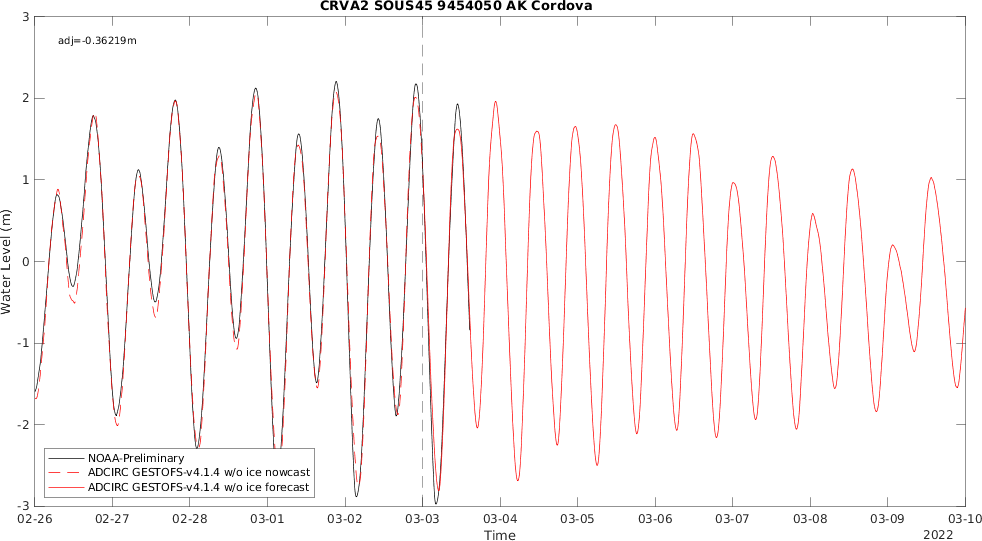 CRVA2 SOUS45 9454050 AK Cordova
adj=-0.36219m
3
2
1
0
-1
-2
-3
Water Level (m)
NOAA-Preliminary
ADCIRC GESTOFS-v4.1.4 w/o ice nowcast
ADCIRC GESTOFS-v4.1.4 w/o ice forecast
02-26 02-27 02-28 03-01 03-02 03-03 03-04 03-05 03-06 03-07 03-08 03-09 03-10
Time
2022